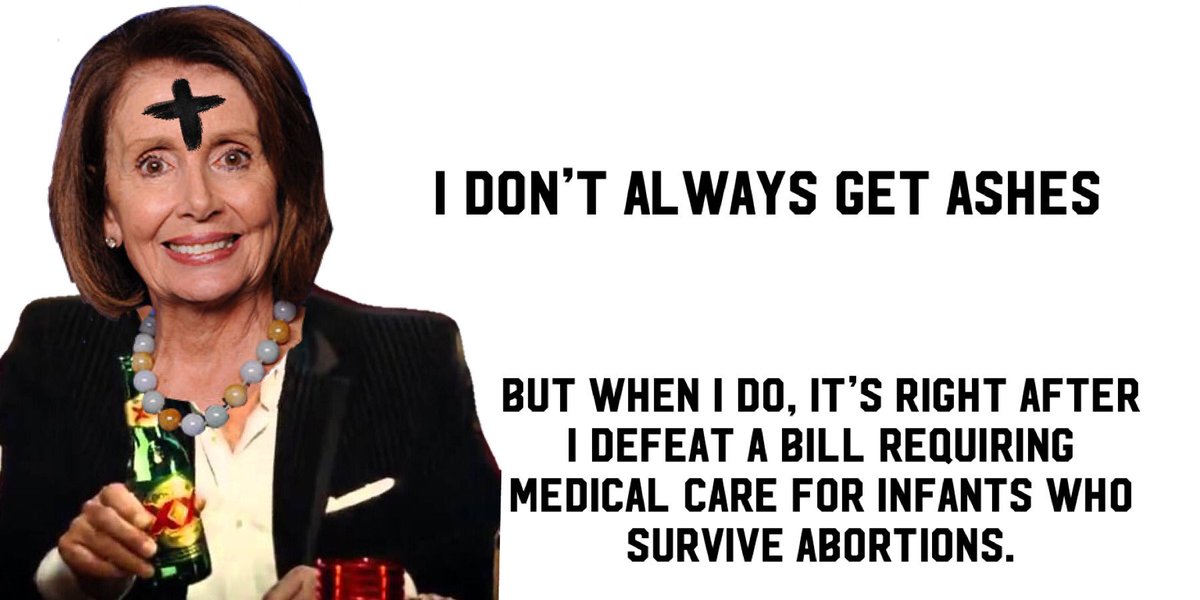 I DON'T ALWAYS GET ASHES
BUT WHEN I DO, IT'S RIGHT AFTER
I DEFEAT A BILL REQUIRING
MEDICAL CARE FOR INFANTS WHO
SURVIVE ABORTIONS.
XX